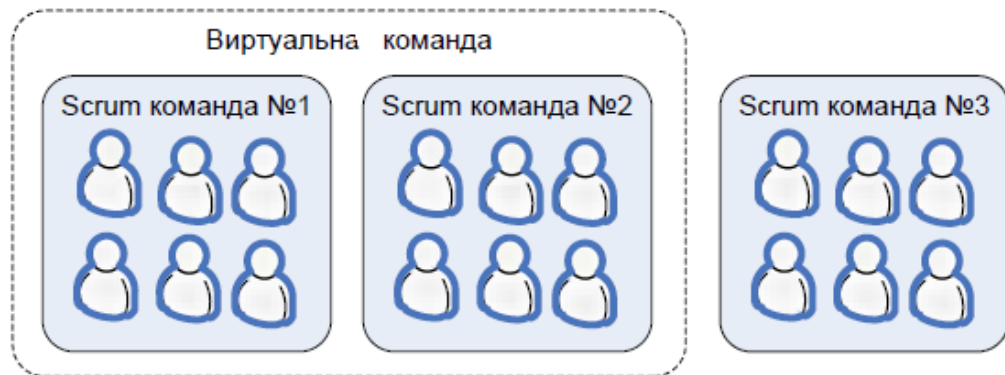 Виртуальна команда
Scrum команда №1
Scrum команда №2
Scrum команда №3